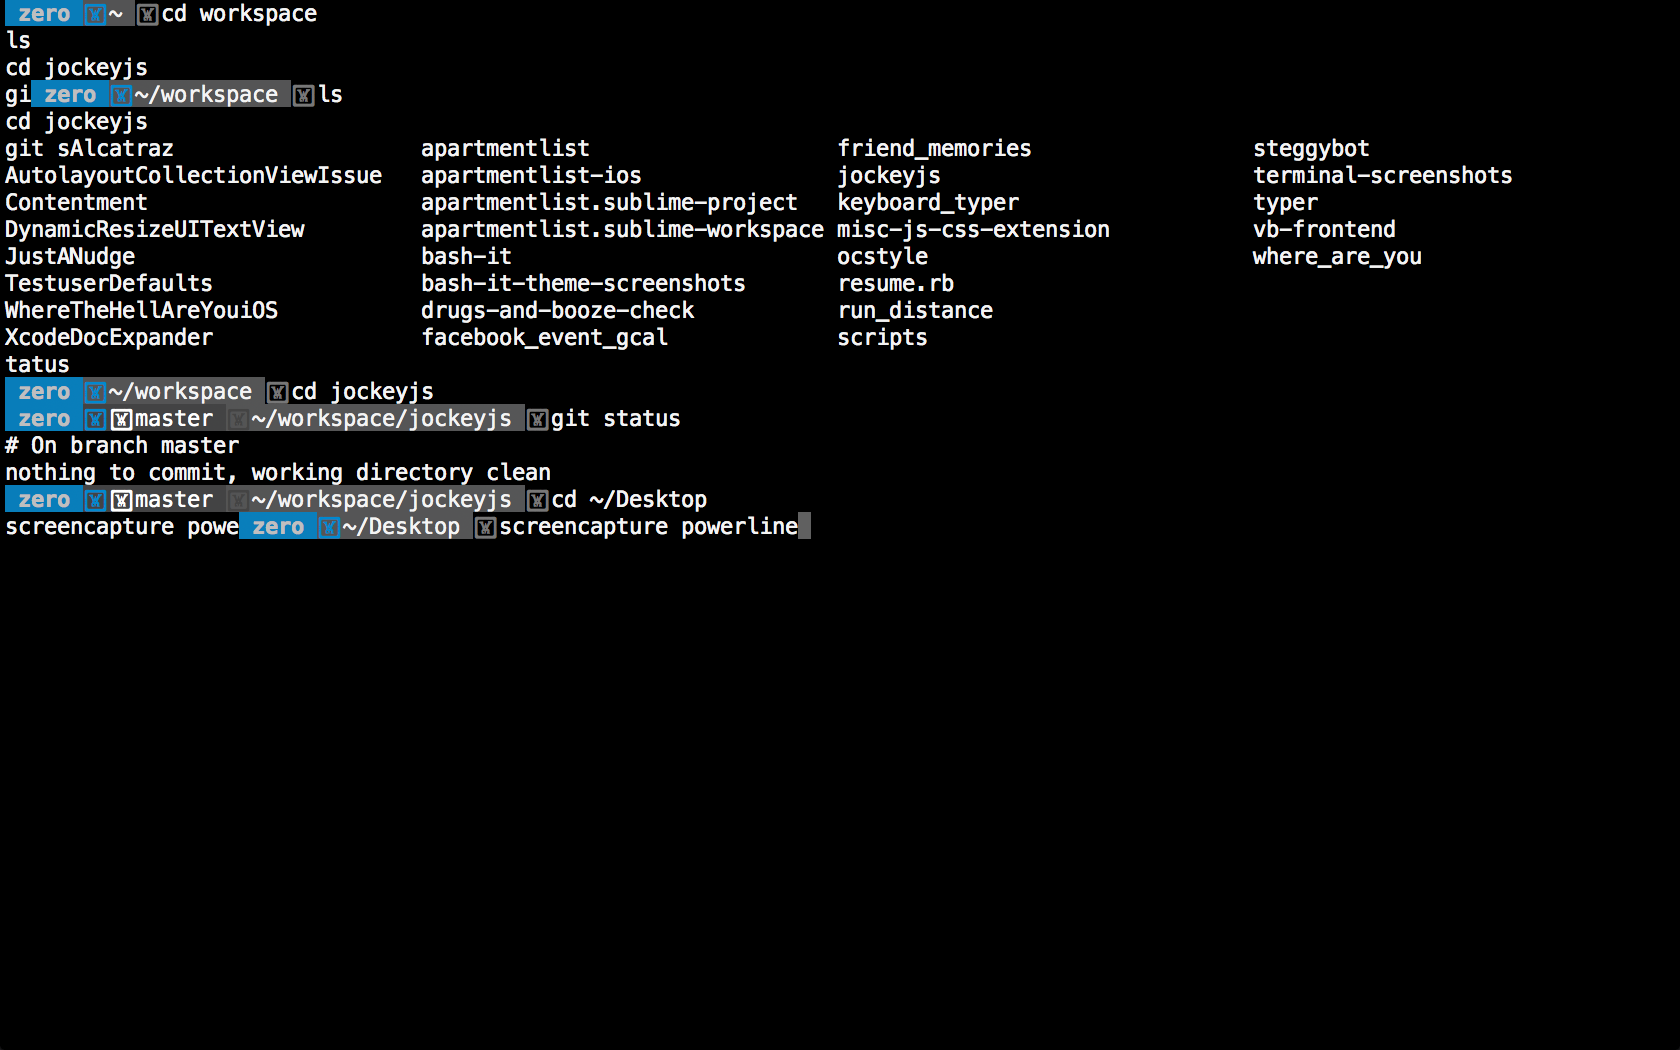 zero ~ cd workspace
ls
cd jockeyjs
gi zero ~/workspace ls
cd jockeyjs
git sAlcatraz apartmentlist friend_memories steggybot
AutolayoutCollectionViewIssue apartmentlist-ios jockeyjs terminal-screenshots
Contentment apartmentlist.sublime-project keyboard_typer typer
DynamicResizeUITextView apartmentlist.sublime-workspace misc-js-css-extension vb-frontend
JustANudge bash-it ocstyle where_are_you
TestuserDefaults bash-it-theme-screenshots resume.rb
WhereTheHellAreYouiOS drugs-and-booze-check run_distance
XcodeDocExpander facebook_event_gcal scripts
tatus
zero ~/workspace cd jockeyjs
zero master ~/workspace/jockeyjs git status
# On branch master
nothing to commit, working directory clean
zero master ~/workspace/jockeyjs cd ~/Desktop
screencapture powe zero ~/Desktop screencapture powerline